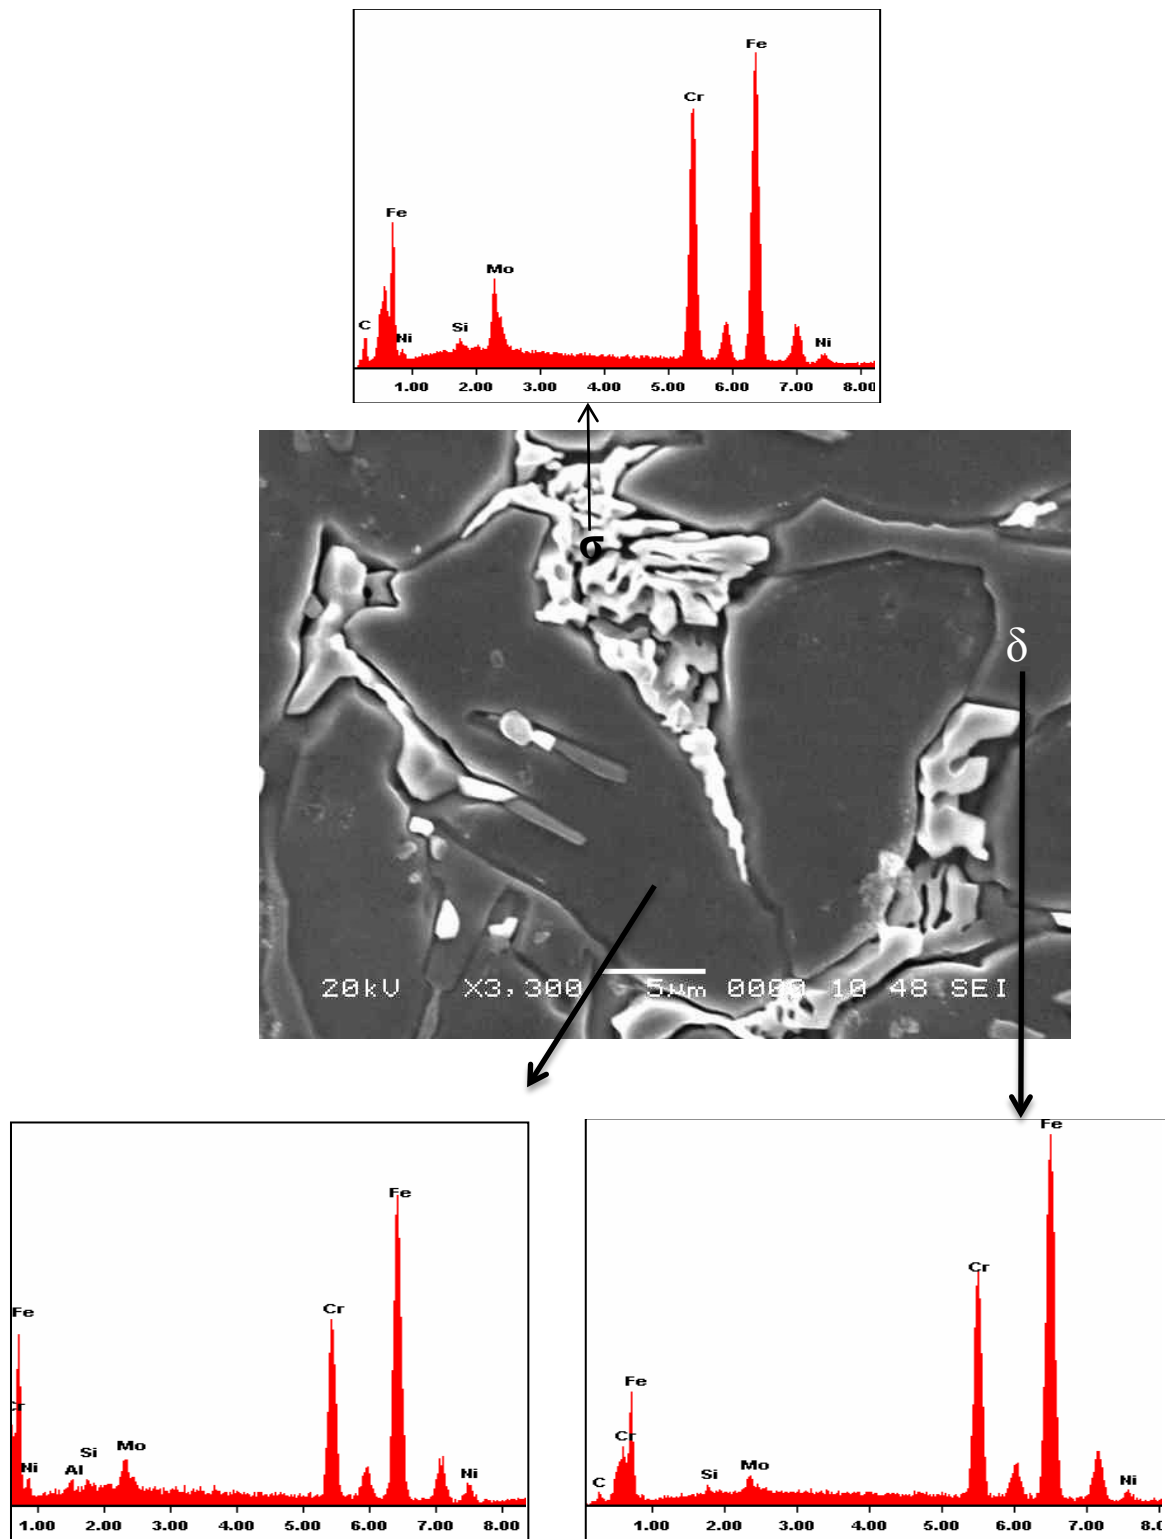 Fe
Cr
Fe
Mo
C
Ni
Si
Ni
1.00 2.00 3.00 4.00 5.00 6.00 7.00 8.00
σ
δ
20kV X3,300 5μm 0000 10 48 SEI
Fe
Cr
Fe
Cr
Ni
Al
Si
Mo
Ni
1.00 2.00 3.00 4.00 5.00 6.00 7.00 8.00
Fe
Cr
Fe
Cr
C
Si
Mo
Ni
1.00 2.00 3.00 4.00 5.00 6.00 7.00